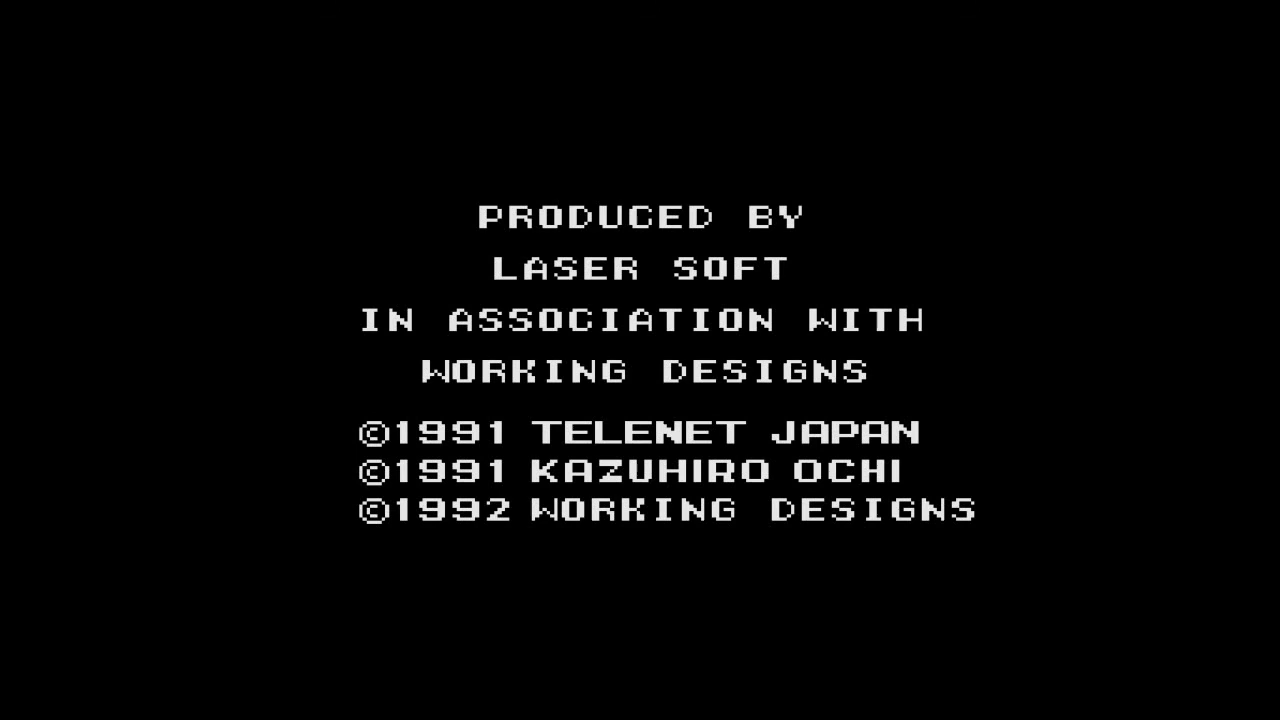 PRODUCED BY
LASER SOFT
IN ASSOCIATION WITH
WORKING DESIGNS
©1991 TELENET JAPAN
©1991 KAZUHIRO OCHI
©1992 WORKING DESIGNS